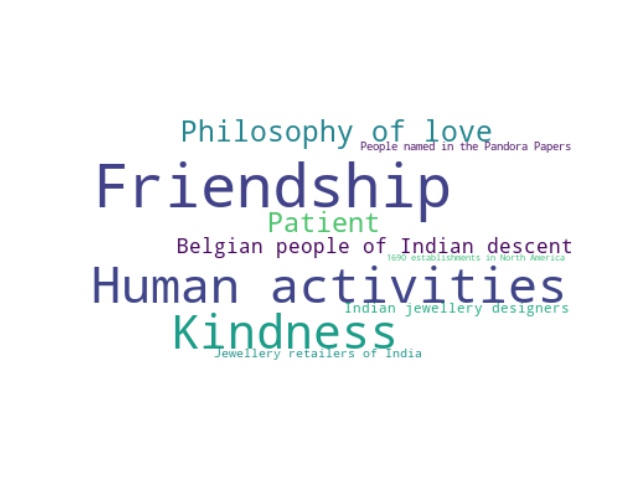 Philosophy of love
People named in the Pandora Papers
Friendship
Patient
Belgian people of Indian descent
1690 establishments in North America
Human activities
Indian jewellery designers
Kindness
Jewellery retailers of India